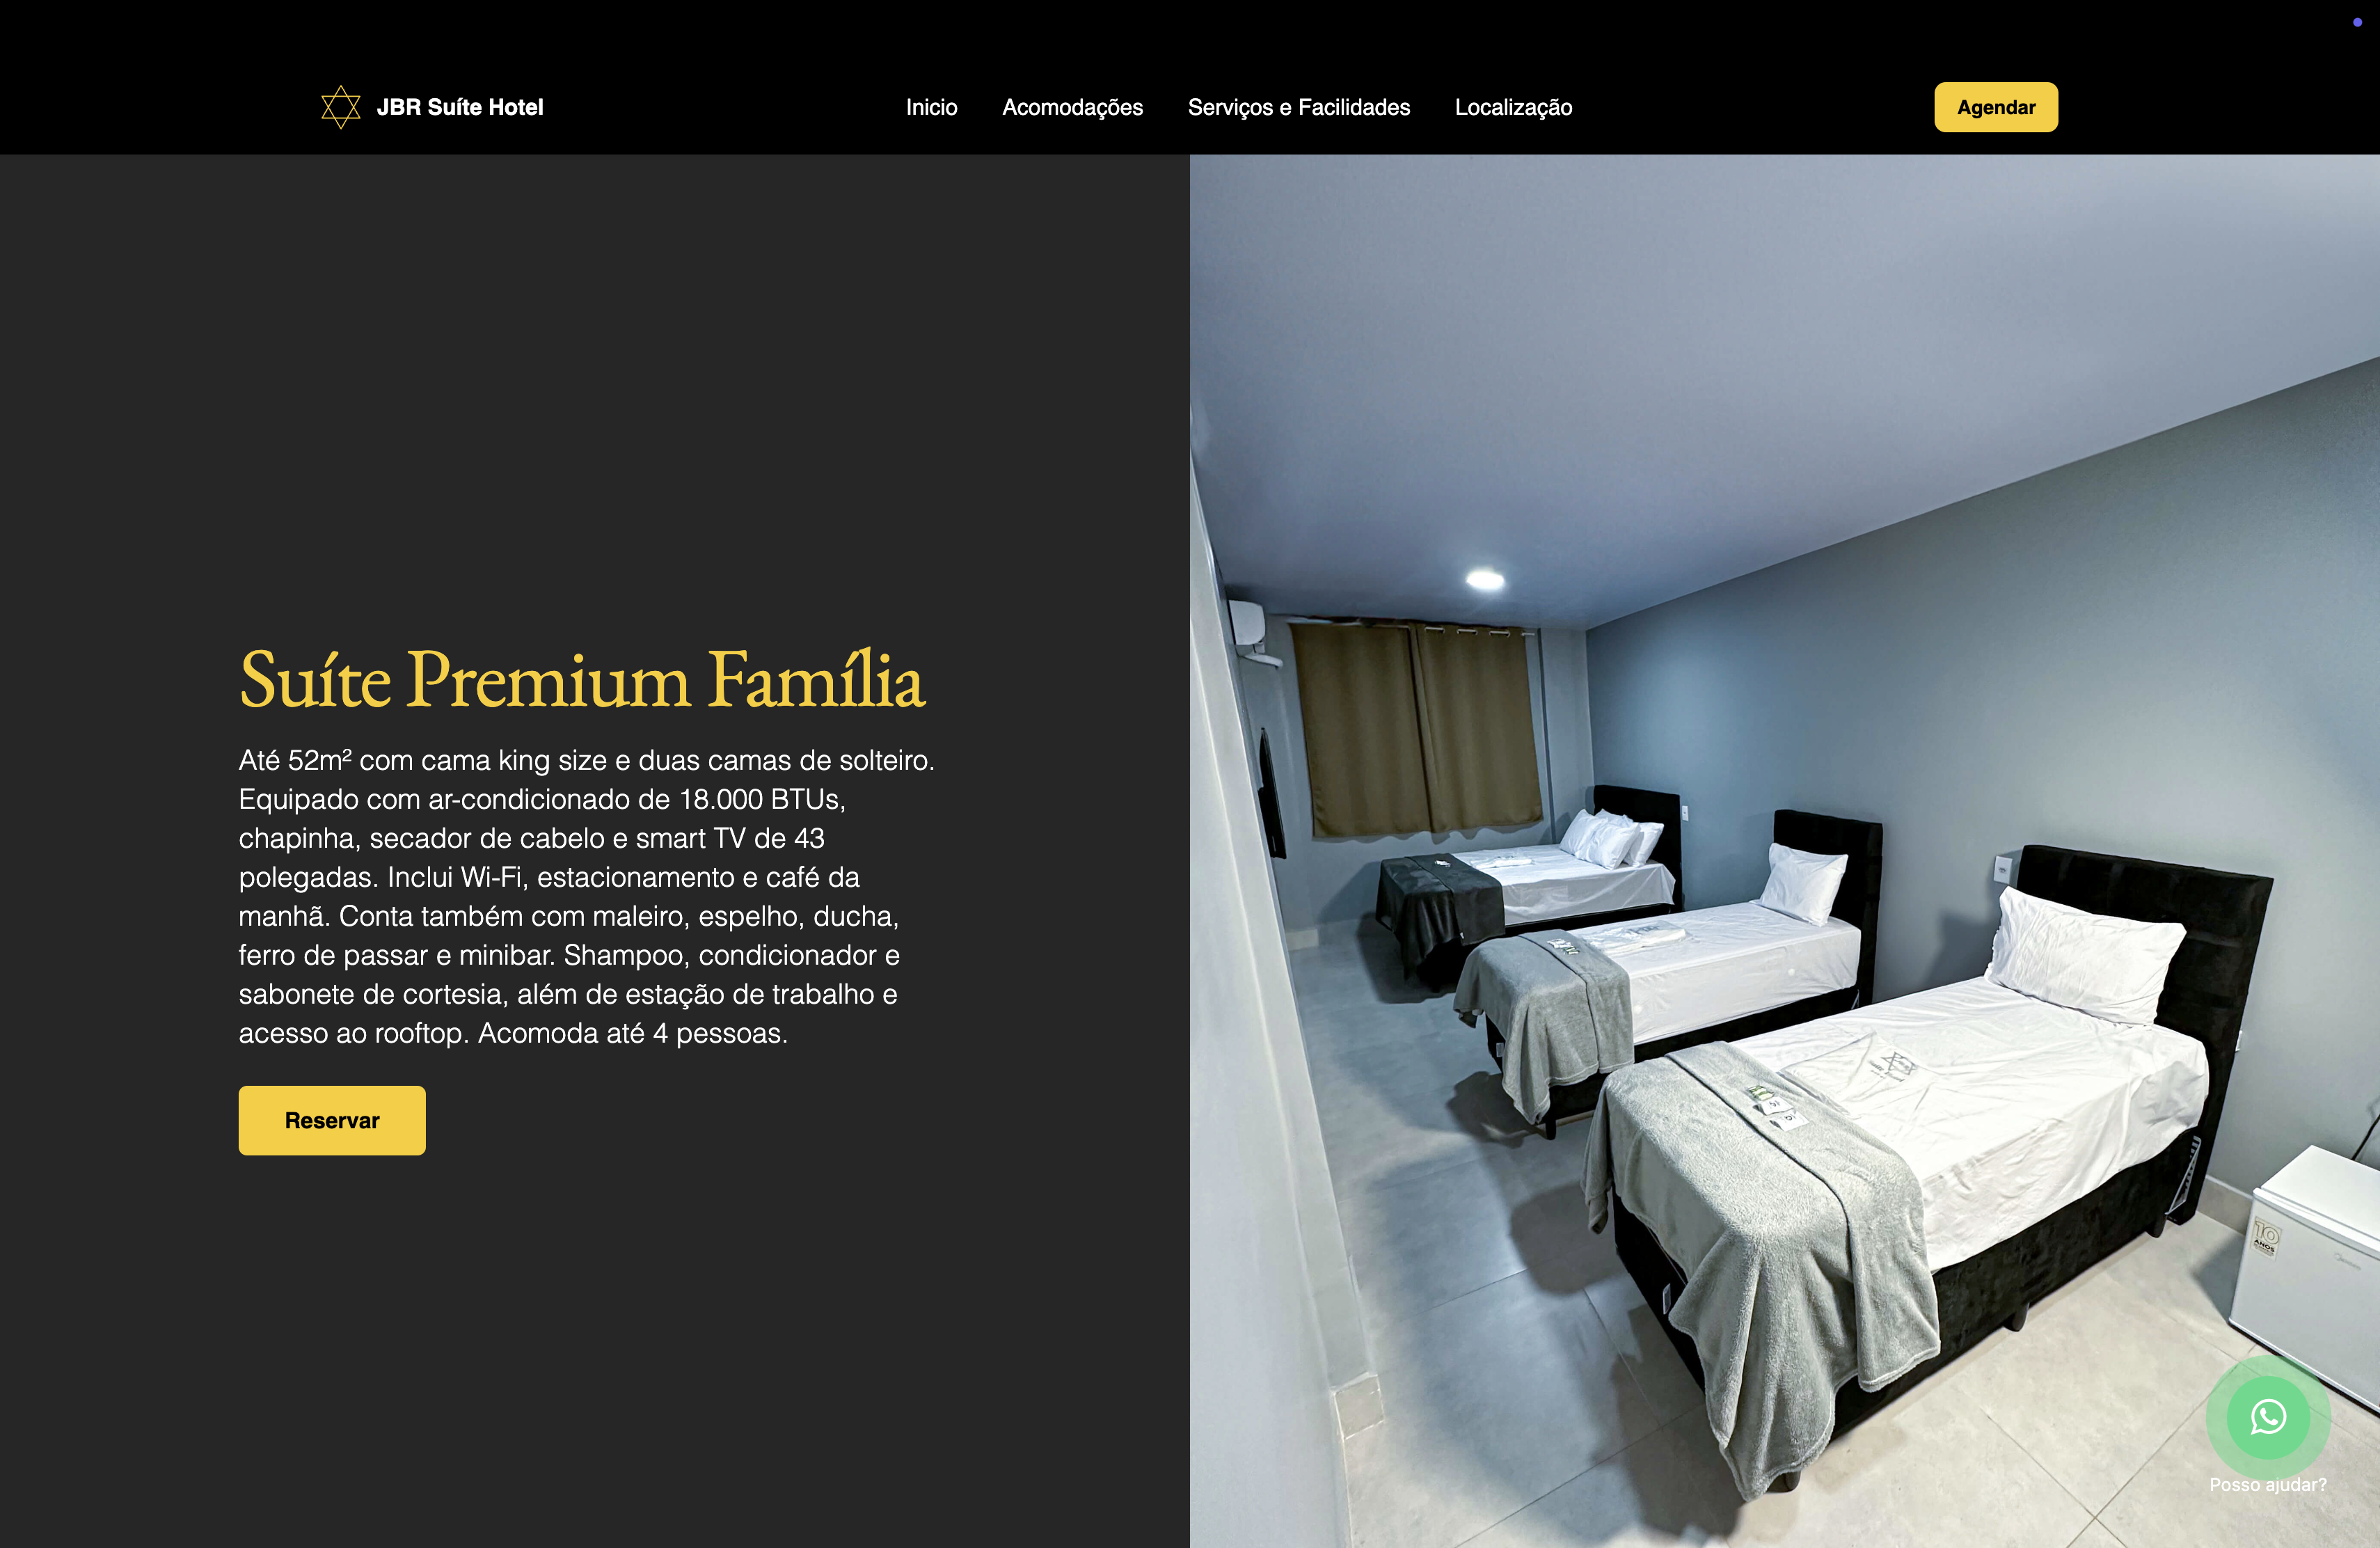 JBR Suíte Hotel
Inicio
Acomodações
Serviços e Facilidades
Localização
Agendar
Suíte Premium Família
Até 52m² com cama king size e duas camas de solteiro.
Equipado com ar-condicionado de 18.000 BTUs,
chapinha, secador de cabelo e smart TV de 43
polegadas. Inclui Wi-Fi, estacionamento e café da
manhã. Conta também com maleiro, espelho, ducha,
ferro de passar e minibar. Shampoo, condicionador e
sabonete de cortesia, além de estação de trabalho e
acesso ao rooftop. Acomoda até 4 pessoas.
Reservar
10
ANOS
Posso ajudar?